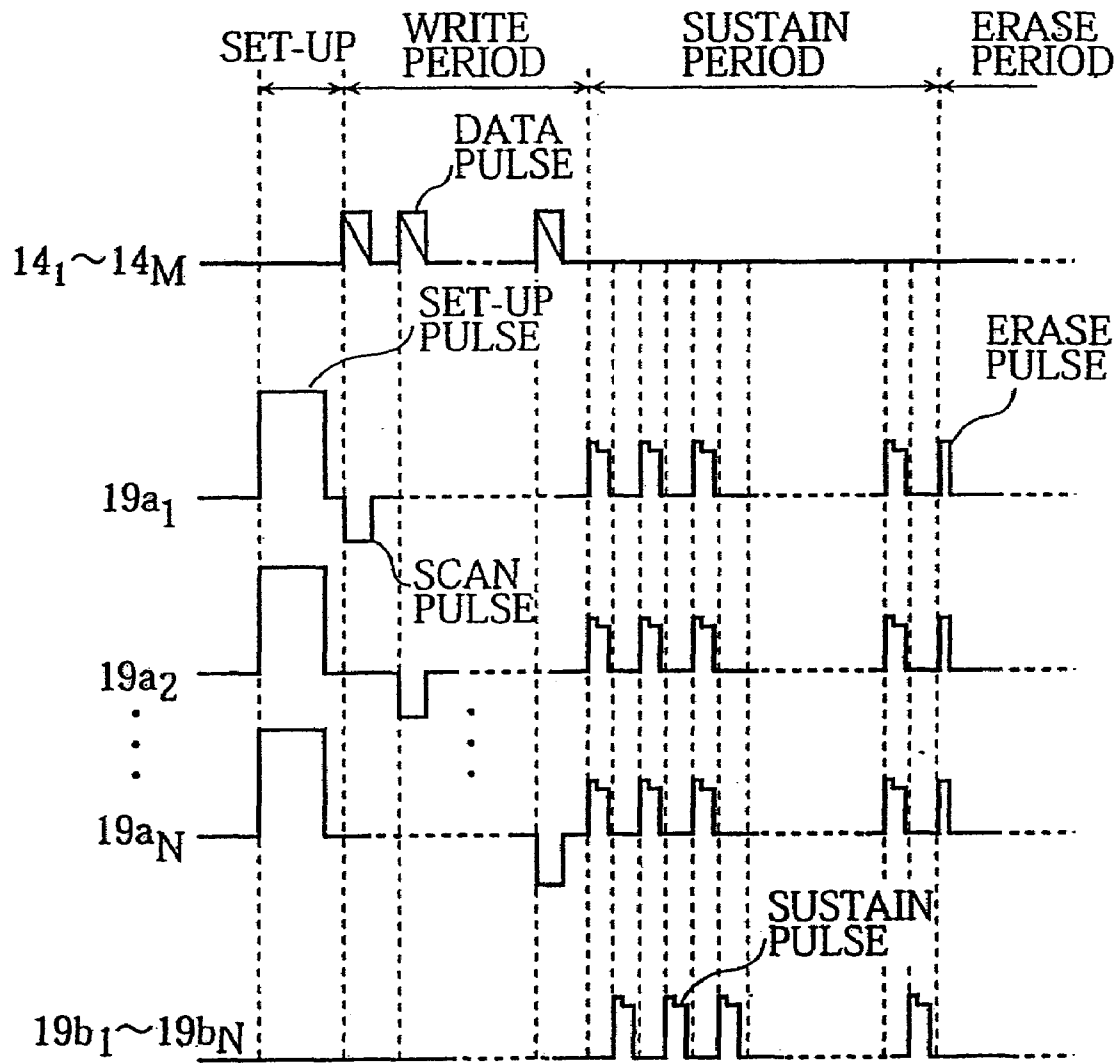 SET-UP
WRITE
PERIOD
SUSTAIN
PERIOD
ERASE
PERIOD
DATA
PULSE
14₁~14M
SET-UP
PULSE
ERASE
PULSE
19a₁
SCAN
PULSE
19a₂
19aN
SUSTAIN
PULSE
19b₁~19bN